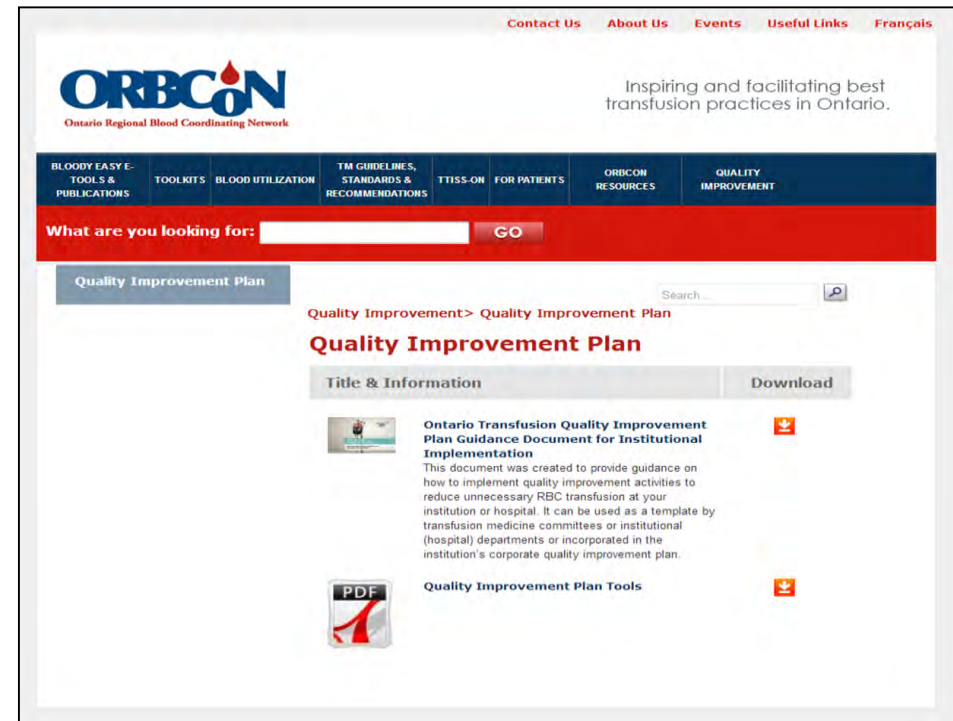 Contact Us About Us Events Useful Links Français
ORBCON
Ontario Regional Blood Coordinating Network
Inspiring and facilitating best
transfusion practices in Ontario.
BLOODY EASY E-
TOOLS &
PUBLICATIONS
TOOLKITS
BLOOD UTILIZATION
TM GUIDELINES,
STANDARDS &
RECOMMENDATIONS
TTISS-ON
FOR PATIENTS
ORBCON
RESOURCES
QUALITY
IMPROVEMENT
What are you looking for: GO
Quality Improvement Plan
Search...
Quality Improvement> Quality Improvement Plan
Quality Improvement Plan
Title & Information Download
Ontario Transfusion Quality Improvement
Plan Guidance Document for Institutional
Implementation
This document was created to provide guidance on
how to implement quality improvement activities to
reduce unnecessary RBC transfusion at your
institution or hospital. It can be used as a template by
transfusion medicine committees or institutional
(hospital) departments or incorporated in the
institution's corporate quality improvement plan.
PDF
Quality Improvement Plan Tools